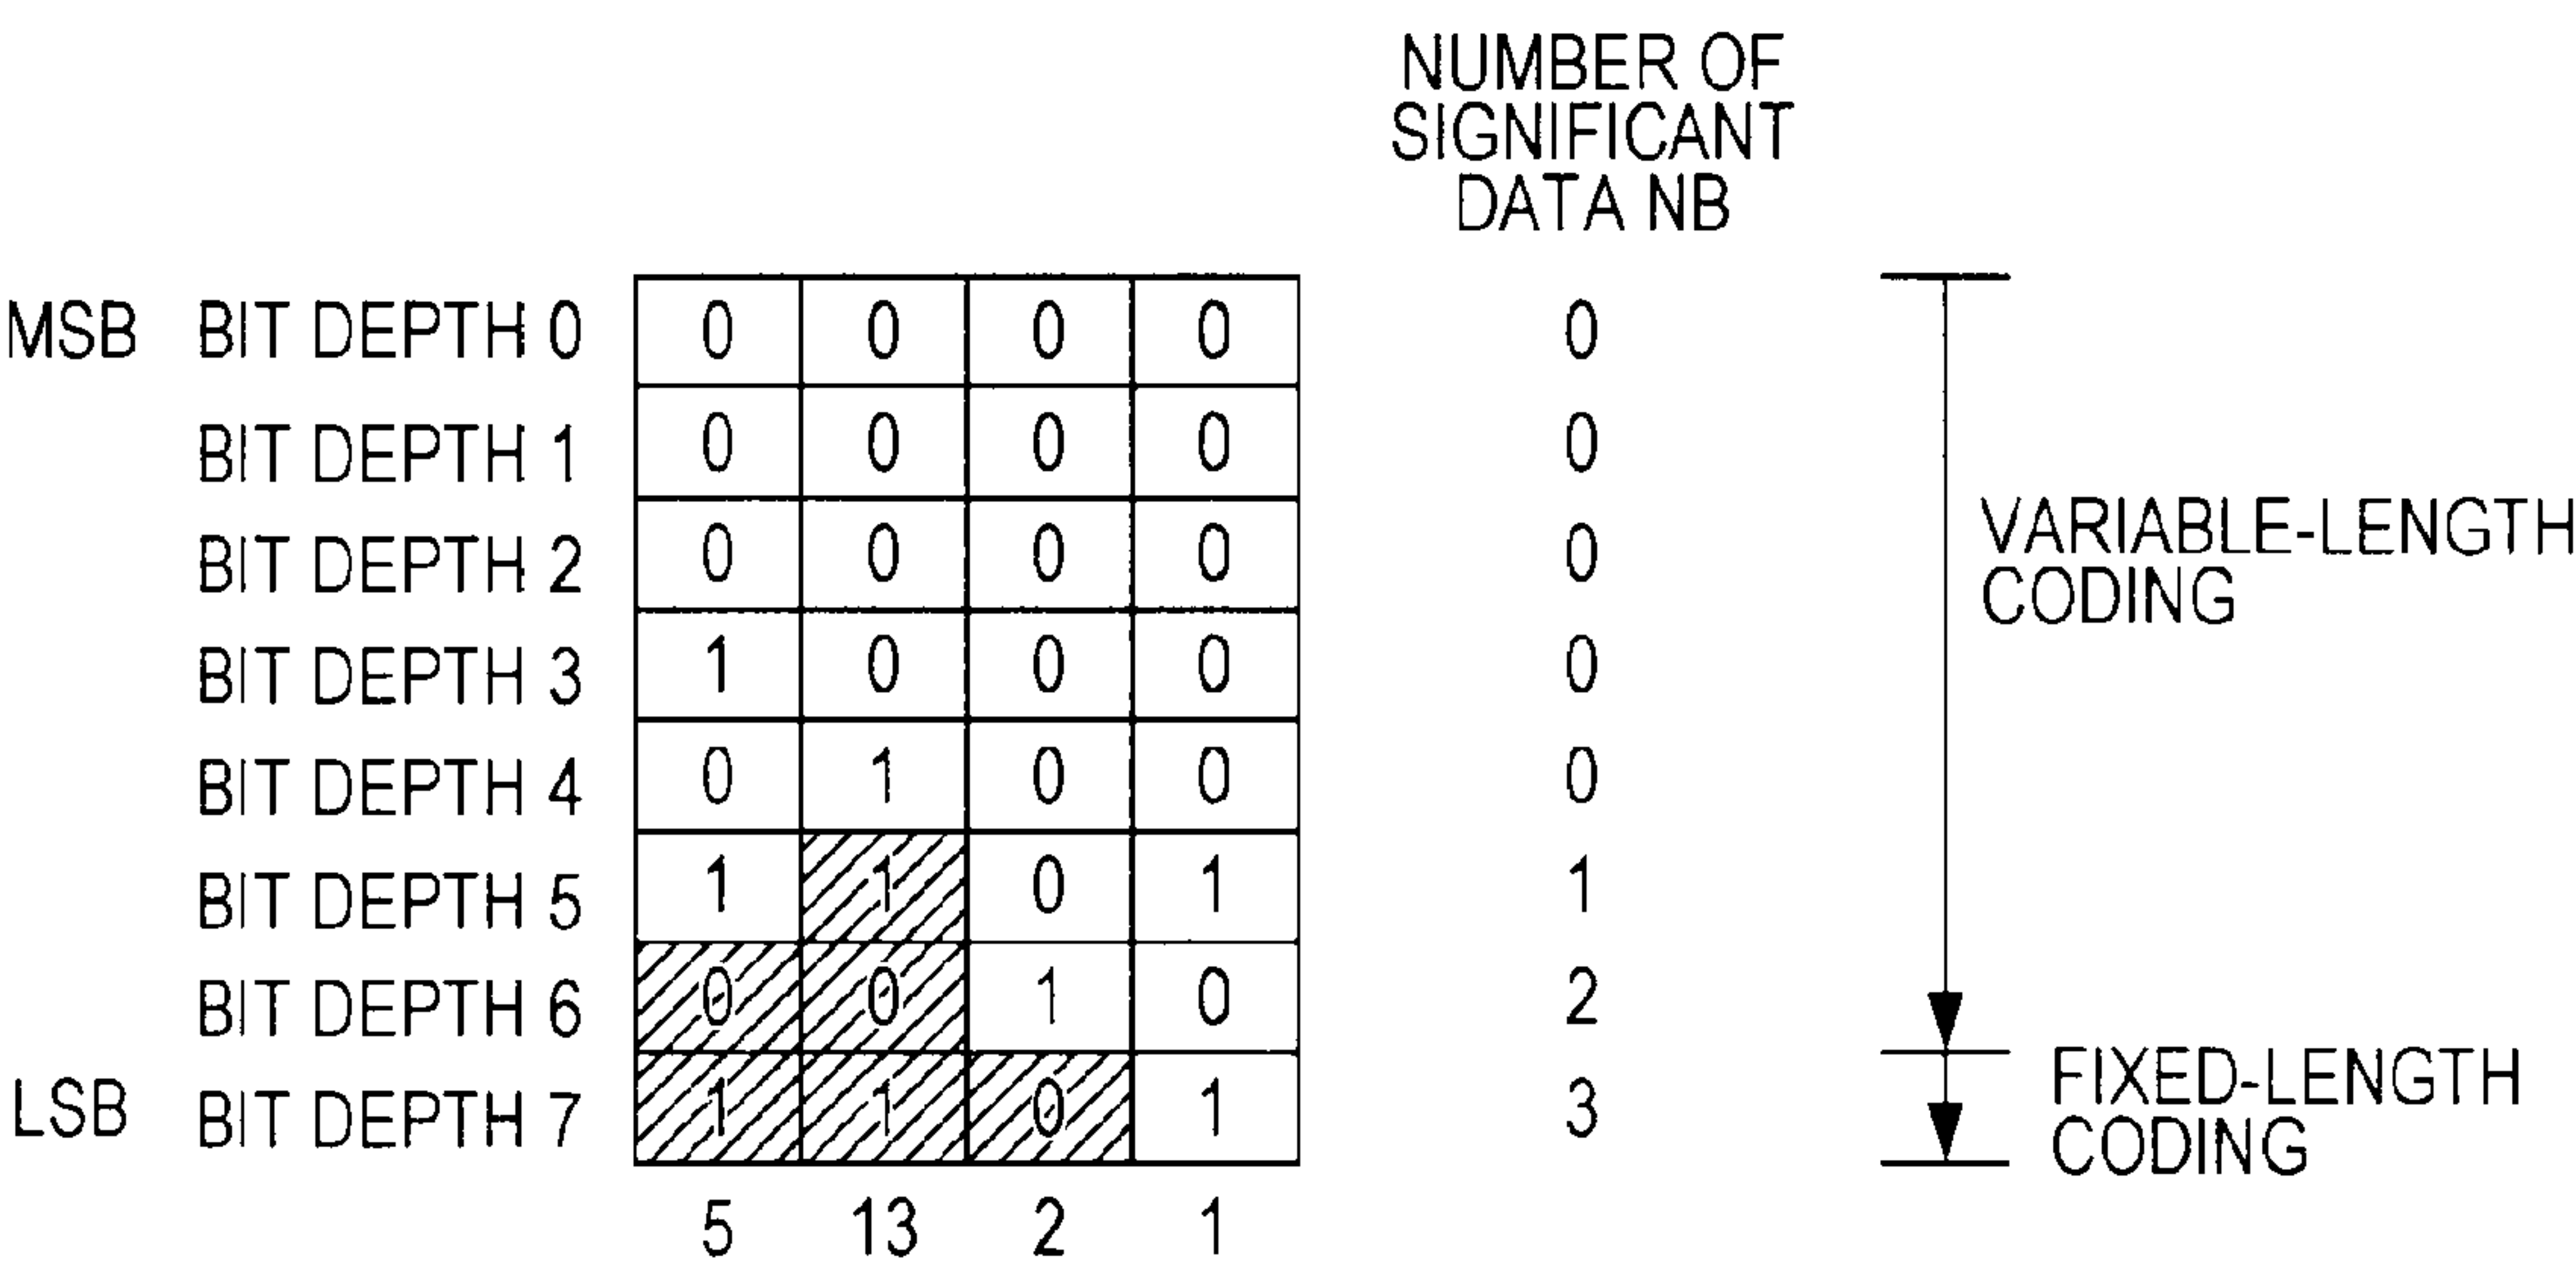 NUMBER OF
SIGNIFICANT
DATA NB
MSB BIT DEPTH 0 0 0 0 0 0
BIT DEPTH 1 0 0 0 0 0
BIT DEPTH 2 0 0 0 0 0
VARIABLE-LENGTH
CODING
BIT DEPTH 3 1 0 0 0 0
BIT DEPTH 4 0 1 0 0 0
BIT DEPTH 5 1 1 0 1 1
BIT DEPTH 6 0 0 1 0 2
LSB BIT DEPTH 7 1 1 0 1 3
FIXED-LENGTH
CODING
5 13 2 1